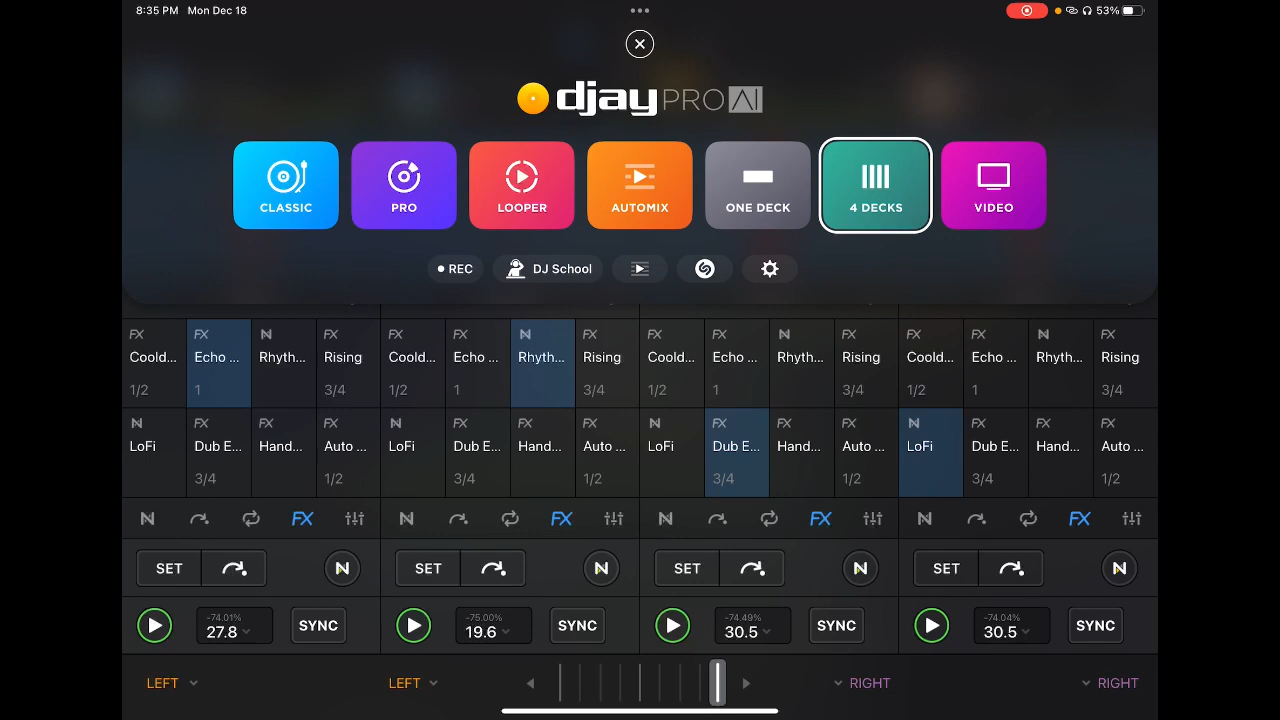 8:35 PM Mon Dec 18 53%
djay PRO AI
CLASSIC PRO LOOPER AUTOMIX ONE DECK 4 DECKS VIDEO
REC DJ School
FX FX N FX FX FX N FX FX FX N FX FX FX N FX
Coold... Echo ... Rhyth... Rising Coold... Echo ... Rhyth... Rising Coold... Echo ... Rhyth... Rising Coold... Echo ... Rhyth... Rising
1/2 1 3/4 1/2 1 3/4 1/2 1 3/4 1/2 1 3/4
N FX FX FX N FX FX FX N FX FX FX N FX FX FX
LoFi Dub E... Hand... Auto ... LoFi Dub E... Hand... Auto ... LoFi Dub E... Hand... Auto ... LoFi Dub E... Hand... Auto ...
3/4 1/2 3/4 1/2 3/4 1/2 3/4 1/2
N FX N FX N FX N FX
SET N SET N SET N SET N
-74.01% -75.00% -74.49% -74.04%
27.8 SYNC 19.6 SYNC 30.5 SYNC 30.5 SYNC
LEFT LEFT RIGHT RIGHT